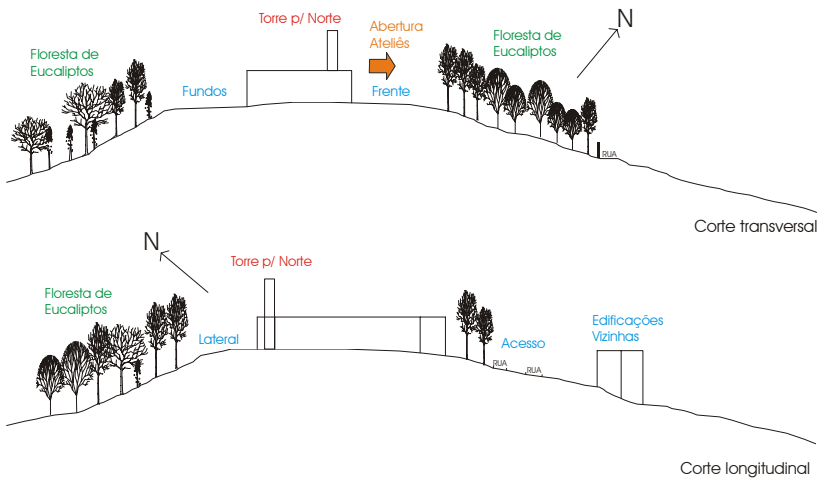 Torre p/ Norte
Abertura
Ateliês
N
Floresta de
Eucaliptos
Floresta de
Eucaliptos
Fundos
Frente
RUA
Corte transversal
N
Torre p/ Norte
Floresta de
Eucaliptos
Lateral
Acesso
Edificações
Vizinhas
RUA
RUA
Corte longitudinal